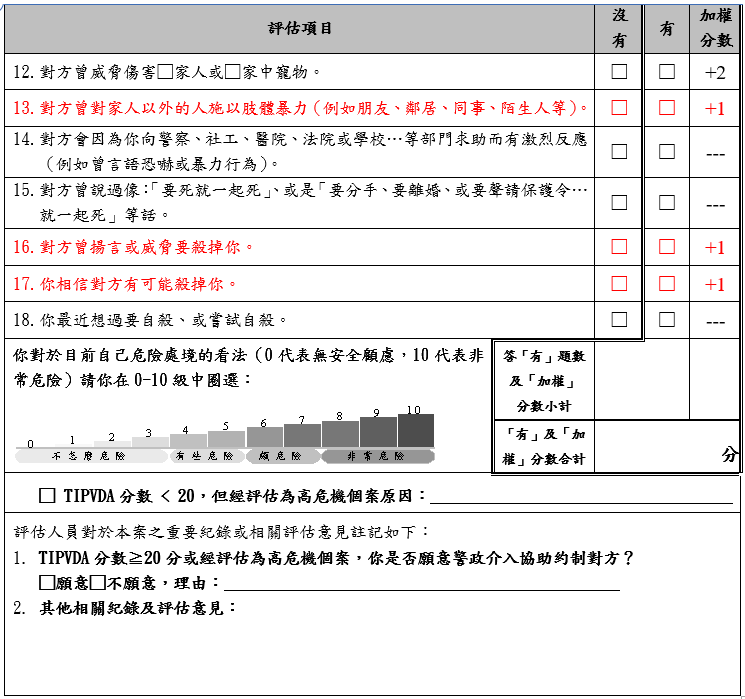 評估項目
沒有
有
加權分數
12.對方曾威脅傷害□家人或□家中寵物。 □ □ +2
13.對方曾對家人以外的人施以肢體暴力（例如朋友、鄰居、同事、陌生人等）。 □ □ +1
14.對方會因為你向警察、社工、醫院、法院或學校…等部門求助而有激烈反應
（例如曾言語恐嚇或暴力行為）。 □ □ ---
15.對方曾說過像：「要死就一起死」、或是「要分手、要離婚、或要聲請保護令…
就一起死」等話。 □ □ ---
16.對方曾揚言或威脅要殺掉你。 □ □ +1
17.你相信對方有可能殺掉你。 □ □ +1
18.你最近想過要自殺、或嘗試自殺。 □ □ ---
你對於目前自己危險處境的看法（0 代表無安全顧慮，10 代表非
常危險）請你在 0-10 級中圈選：
0 1 2 3 4 5 6 7 8 9 10
不怎麼危險 有些危險 頗危險 非常危險
答「有」題數
及「加權」
分數小計
「有」及「加
權」分數合計
分
□ TIPVDA 分數 < 20，但經評估為高危機個案原因：
評估人員對於本案之重要紀錄或相關評估意見註記如下：
1. TIPVDA 分數≧20 分或經評估為高危機個案，你是否願意警政介入協助約制對方？
□願意□不願意，理由：
2. 其他相關紀錄及評估意見：